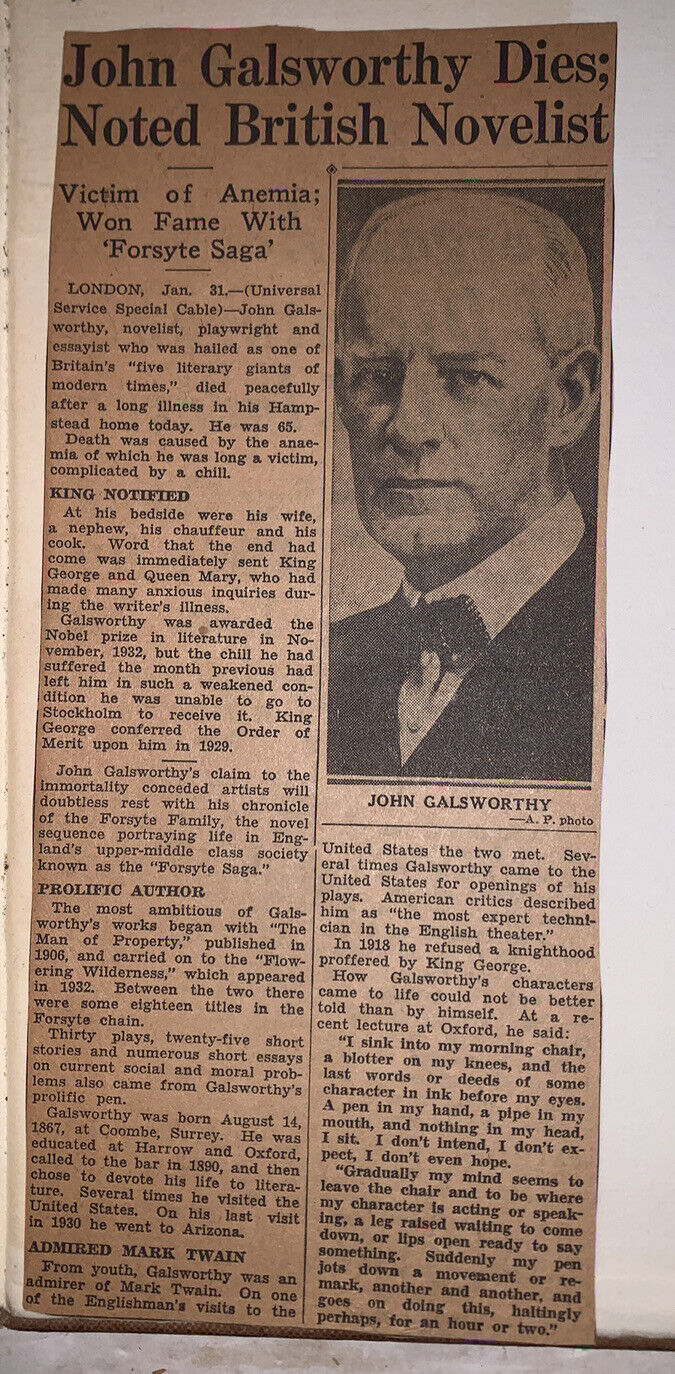 John Galsworthy Dies;
Noted British Novelist
Victim of Anemia;
Won Fame With
'Forsyte Saga'
LONDON, Jan. 31.—(Universal
Service Special Cable)—John Gals-
worthy, novelist, playwright and
essayist who was hailed as one of
Britain's "five literary giants of
modern times," died peacefully
after a long illness in his Hamp-
stead home today. He was 65.
Death was caused by the anae-
mia of which he was long a victim,
complicated by a chill.
KING NOTIFIED
At his bedside were his wife,
a nephew, his chauffeur and his
cook. Word that the end had
come was immediately sent King
George and Queen Mary, who had
made many anxious inquiries dur-
ing the writer's illness.
Galsworthy was awarded the
Nobel prize in literature in No-
vember, 1932, but the chill he had
suffered the month previous had
left him in such a weakened con-
dition he was unable to go to
Stockholm to receive it. King
George conferred the Order of
Merit upon him in 1929.
John Galsworthy's claim to the
immortality conceded artists will
doubtless rest with his chronicle
of the Forsyte Family, the novel
sequence portraying life in Eng-
land's upper-middle class society
known as the "Forsyte Saga."
PROLIFIC AUTHOR
The most ambitious of Gals-
worthy's works began with "The
Man of Property," published in
1906, and carried on to the "Flow-
ering Wilderness," which appeared
in 1932. Between the two there
were some eighteen titles in the
Forsyte chain.
Thirty plays, twenty-five short
stories and numerous short essays
on current social and moral prob-
lems also came from Galsworthy's
prolific pen.
Galsworthy was born August 14,
1867, at Coombe, Surrey. He was
educated at Harrow and Oxford,
called to the bar in 1890, and then
chose to devote his life to litera-
ture. Several times he visited the
United States. On his last visit
in 1930 he went to Arizona.
ADMIRED MARK TWAIN
From youth, Galsworthy was an
admirer of Mark Twain. On one
of the Englishman's visits to the
JOHN GALSWORTHY
—A. P. photo
United States the two met. Sev-
eral times Galsworthy came to the
United States for openings of his
plays. American critics described
him as "the most expert techni-
cian in the English theater."
In 1918 he refused a knighthood
proffered by King George.
How Galsworthy's characters
came to life could not be better
told than by himself. At a re-
cent lecture at Oxford, he said:
"I sink into my morning chair,
a blotter on my knees, and the
last words or deeds of some
character in ink before my eyes.
A pen in my hand, a pipe in my
mouth, and nothing in my head,
I sit. I don't intend, I don't ex-
pect, I don't even hope.
"Gradually my mind seems to
leave the chair and to be where
my character is acting or speak-
ing, a leg raised waiting to come
down, or lips open ready to say
something. Suddenly my pen
jots down a movement or re-
mark, another and another, and
goes on doing this, haltingly
perhaps, for an hour or two."